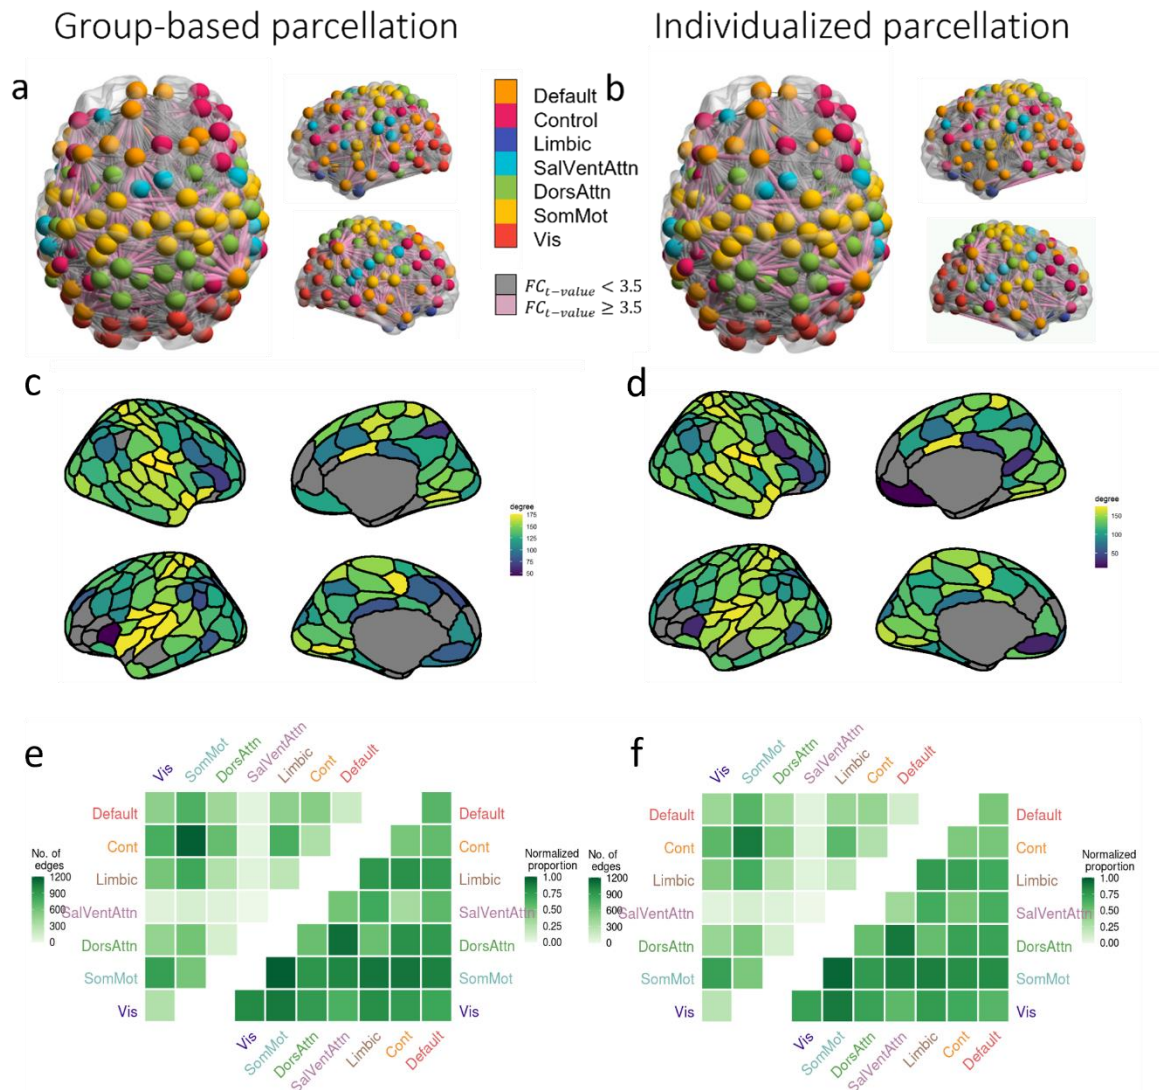 Group-based parcellation
Individualized parcellation
a
b
Default
Control
Limbic
SalVentAttn
DorsAttn
SomMot
Vis
FCt−value < 3.5
FCt−value ≥ 3.5
c
d
degree
175
150
125
100
75
50
degree
150
100
50
e
Vis
SomMot
DorsAttn
SalVentAttn
Limbic
Cont
Default
Default
Cont
Limbic
SalVentAttn
DorsAttn
SomMot
Vis
No. of
edges
1200
900
600
300
0
Default
Cont
Limbic
SalVentAttn
DorsAttn
SomMot
Vis
Normalized
proportion
1.00
0.75
0.50
0.25
0.00
Vis
SomMot
DorsAttn
SalVentAttn
Limbic
Cont
Default
f
Vis
SomMot
DorsAttn
SalVentAttn
Limbic
Cont
Default
Default
Cont
Limbic
SalVentAttn
DorsAttn
SomMot
Vis
No. of
edges
1200
900
600
300
0
Default
Cont
Limbic
SalVentAttn
DorsAttn
SomMot
Vis
Normalized
proportion
1.00
0.75
0.50
0.25
0.00
Vis
SomMot
DorsAttn
SalVentAttn
Limbic
Cont
Default